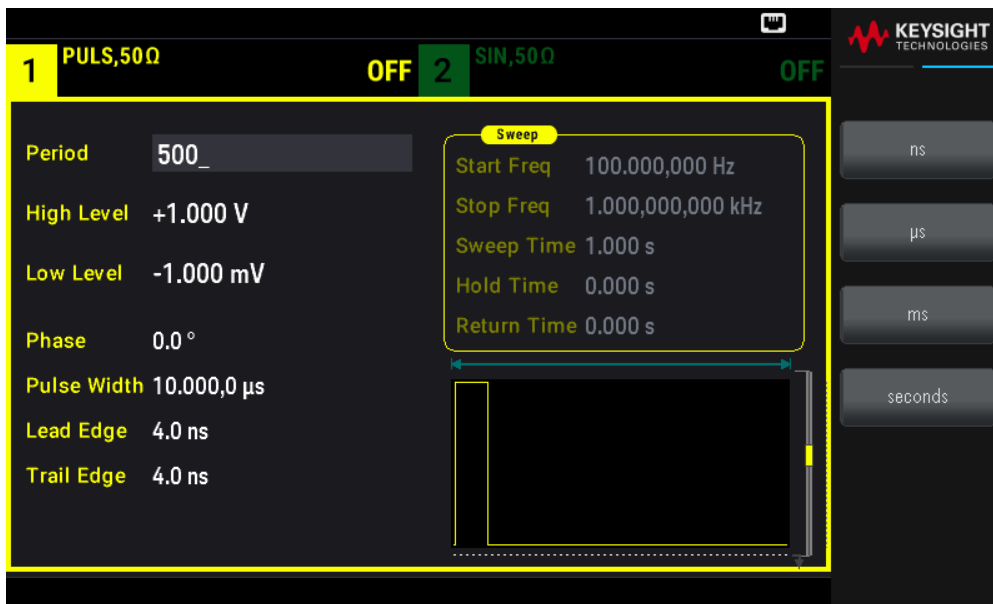 KEYSIGHT
TECHNOLOGIES
1 PULS,50Ω OFF
2 SIN,50Ω OFF
Period 500_
High Level +1.000 V
Low Level -1.000 mV
Phase 0.0 °
Pulse Width 10.000,0 µs
Lead Edge 4.0 ns
Trail Edge 4.0 ns
Sweep
Start Freq 100.000,000 Hz
Stop Freq 1.000,000,000 kHz
Sweep Time 1.000 s
Hold Time 0.000 s
Return Time 0.000 s
ns
µs
ms
seconds